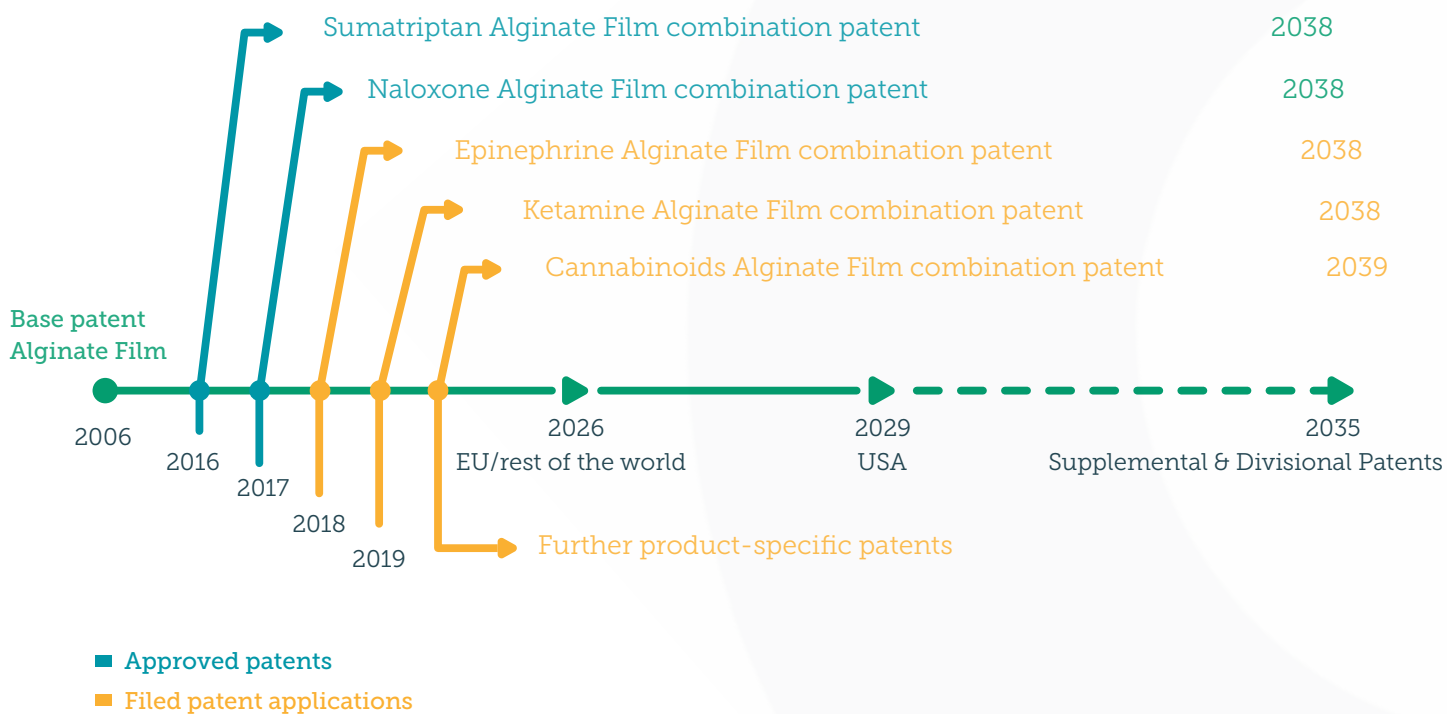 Sumatriptan Alginate Film combination patent 2038
Naloxone Alginate Film combination patent 2038
Epinephrine Alginate Film combination patent 2038
Ketamine Alginate Film combination patent 2038
Cannabinoids Alginate Film combination patent 2039
Base patent
Alginate Film
2006
2016
2017
2018
2019
2026
EU/rest of the world
2029
USA
2035
Supplemental & Divisional Patents
Further product-specific patents
Approved patents
Filed patent applications